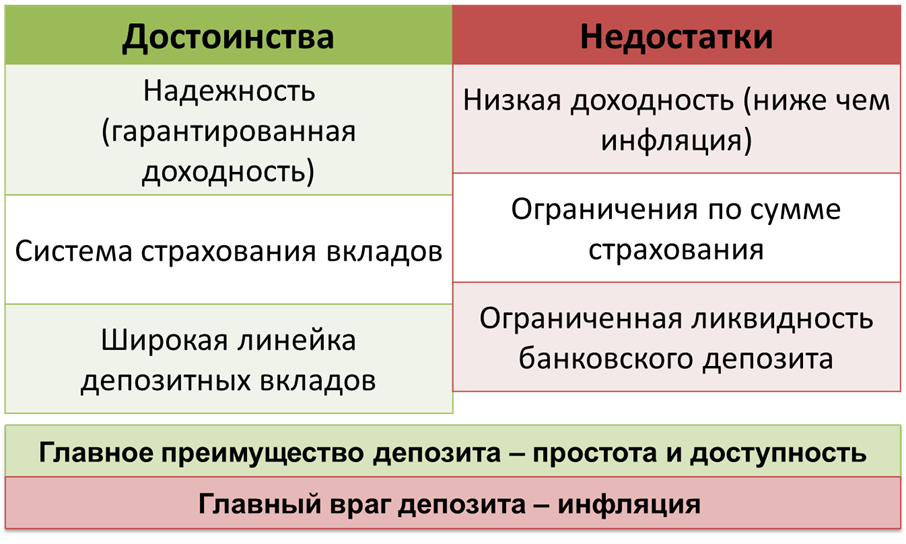 Достоинства
Надежность
(гарантированная
доходность)
Система страхования вкладов
Широкая линейка
депозитных вкладов
Недостатки
Низкая доходность (ниже чем
инфляция)
Ограничения по сумме
страхования
Ограниченная ликвидность
банковского депозита
Главное преимущество депозита – простота и доступность
Главный враг депозита – инфляция